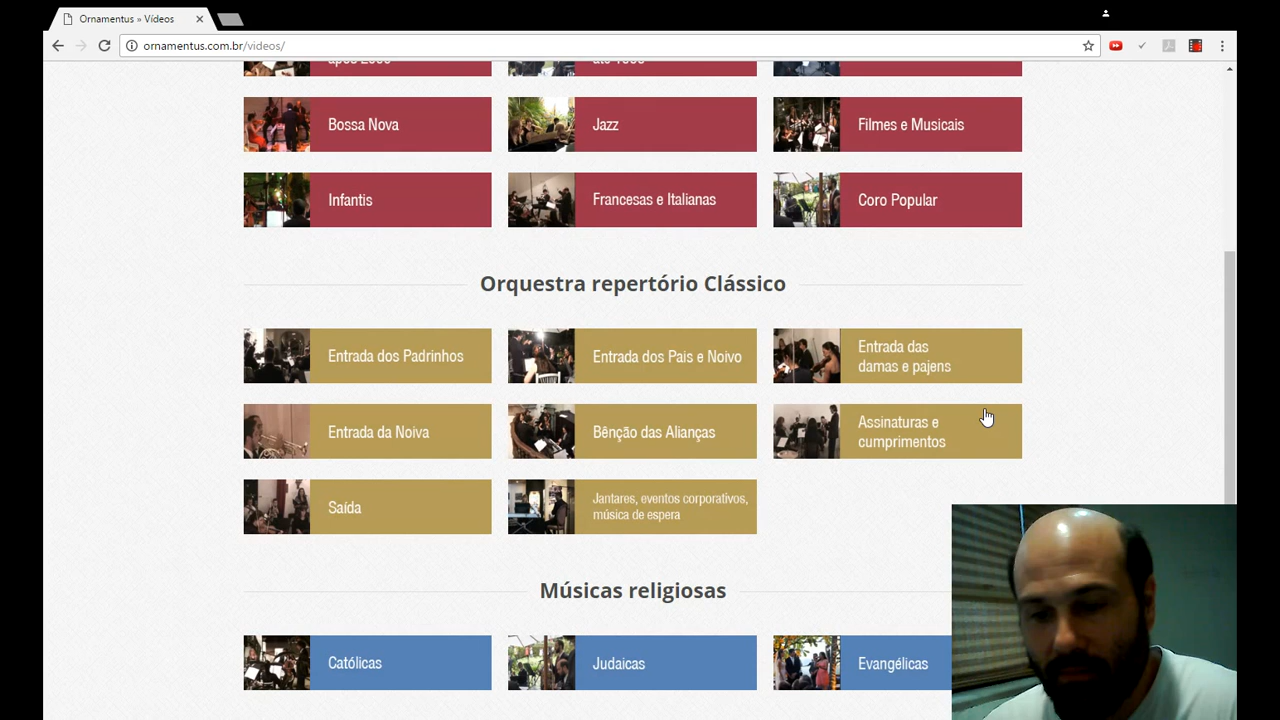 Ornamentus » Vídeos
ornamentus.com.br/videos/
após 2000
Bossa Nova
Jazz
Filmes e Musicais
Infantis
Francesas e Italianas
Coro Popular
Orquestra repertório Clássico
Entrada dos Padrinhos
Entrada dos Pais e Noivo
Entrada das
damas e pajens
Entrada da Noiva
Bênção das Alianças
Assinaturas e
cumprimentos
Saída
Jantares, eventos corporativos,
música de espera
Músicas religiosas
Católicas
Judaicas
Evangélicas